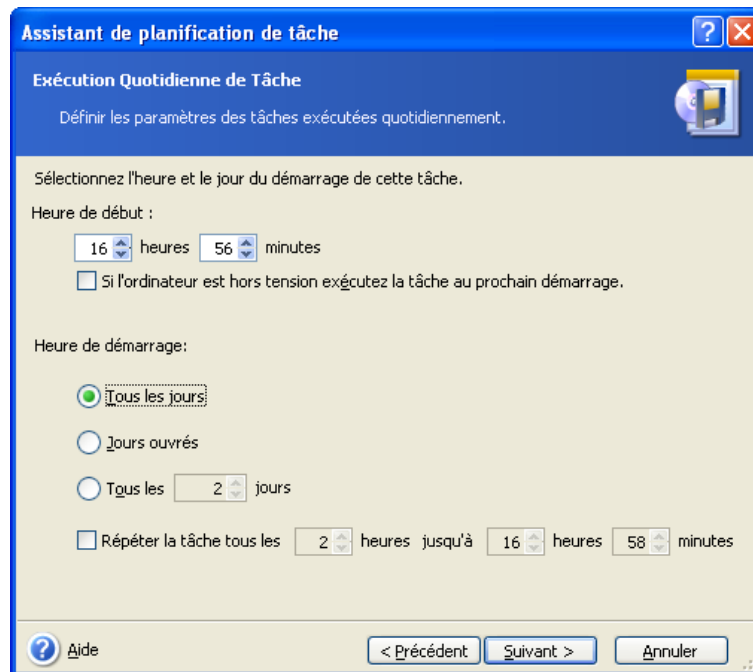 Assistant de planification de tâche
Exécution Quotidienne de Tâche
Définir les paramètres des tâches exécutées quotidiennement.
Sélectionnez l'heure et le jour du démarrage de cette tâche.
Heure de début :
16 heures 56 minutes
Si l'ordinateur est hors tension exécutez la tâche au prochain démarrage.
Heure de démarrage:
Tous les jours
Jours ouvrés
Tous les 2 jours
Répéter la tâche tous les 2 heures jusqu'à 16 heures 58 minutes
Aide < Précédent Suivant > Annuler